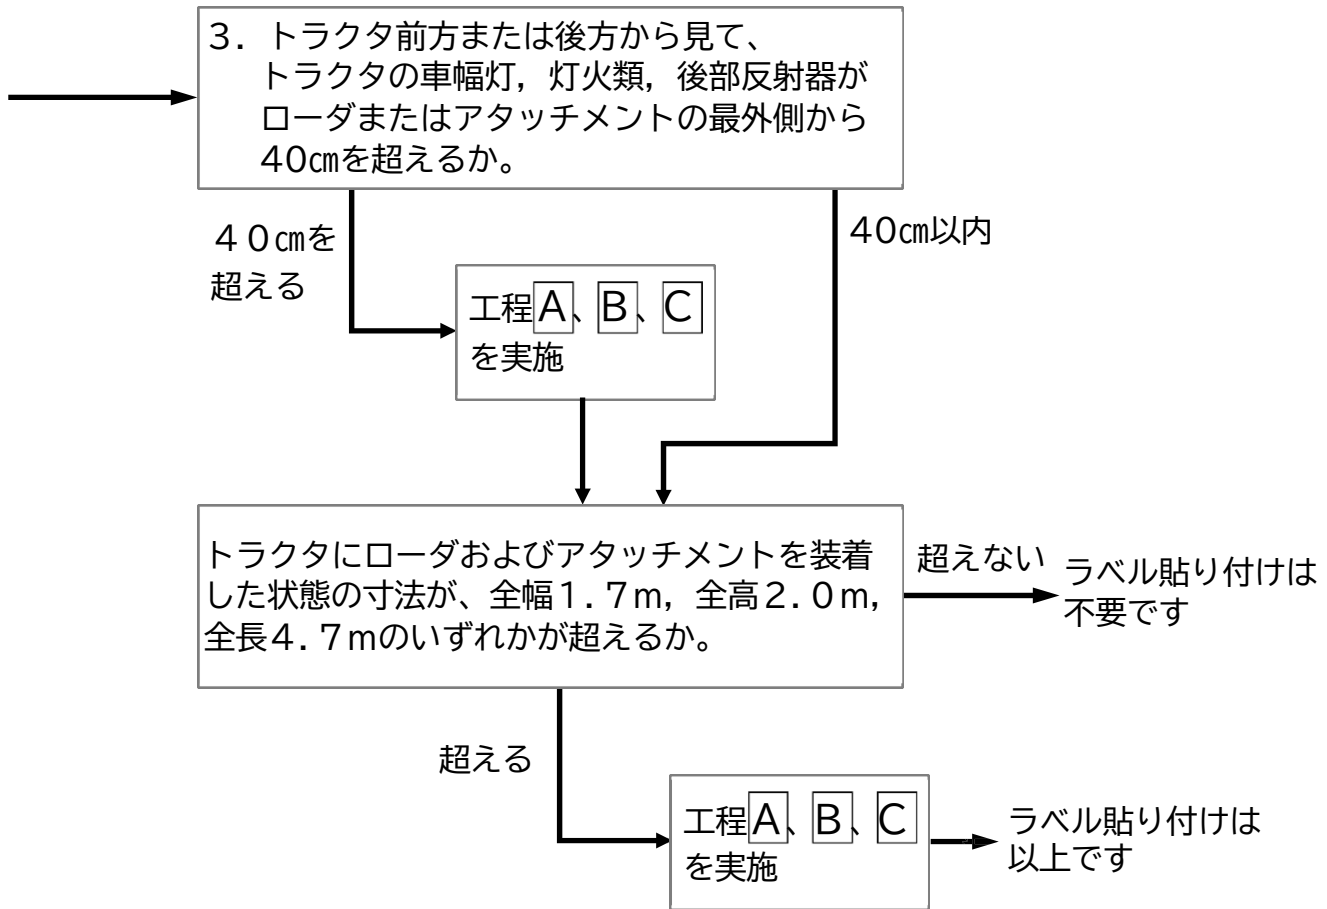 3．トラクタ前方または後方から見て、
トラクタの車幅灯，灯火類，後部反射器が
ローダまたはアタッチメントの最外側から
40㎝を超えるか。
４０㎝を
超える
40㎝以内
工程A、B、C
を実施
トラクタにローダおよびアタッチメントを装着
した状態の寸法が、全幅１．７ｍ，全高２．０ｍ，
全長４．７ｍのいずれかが超えるか。
超えない
ラベル貼り付けは
不要です
超える
工程A、B、C
を実施
ラベル貼り付けは
以上です